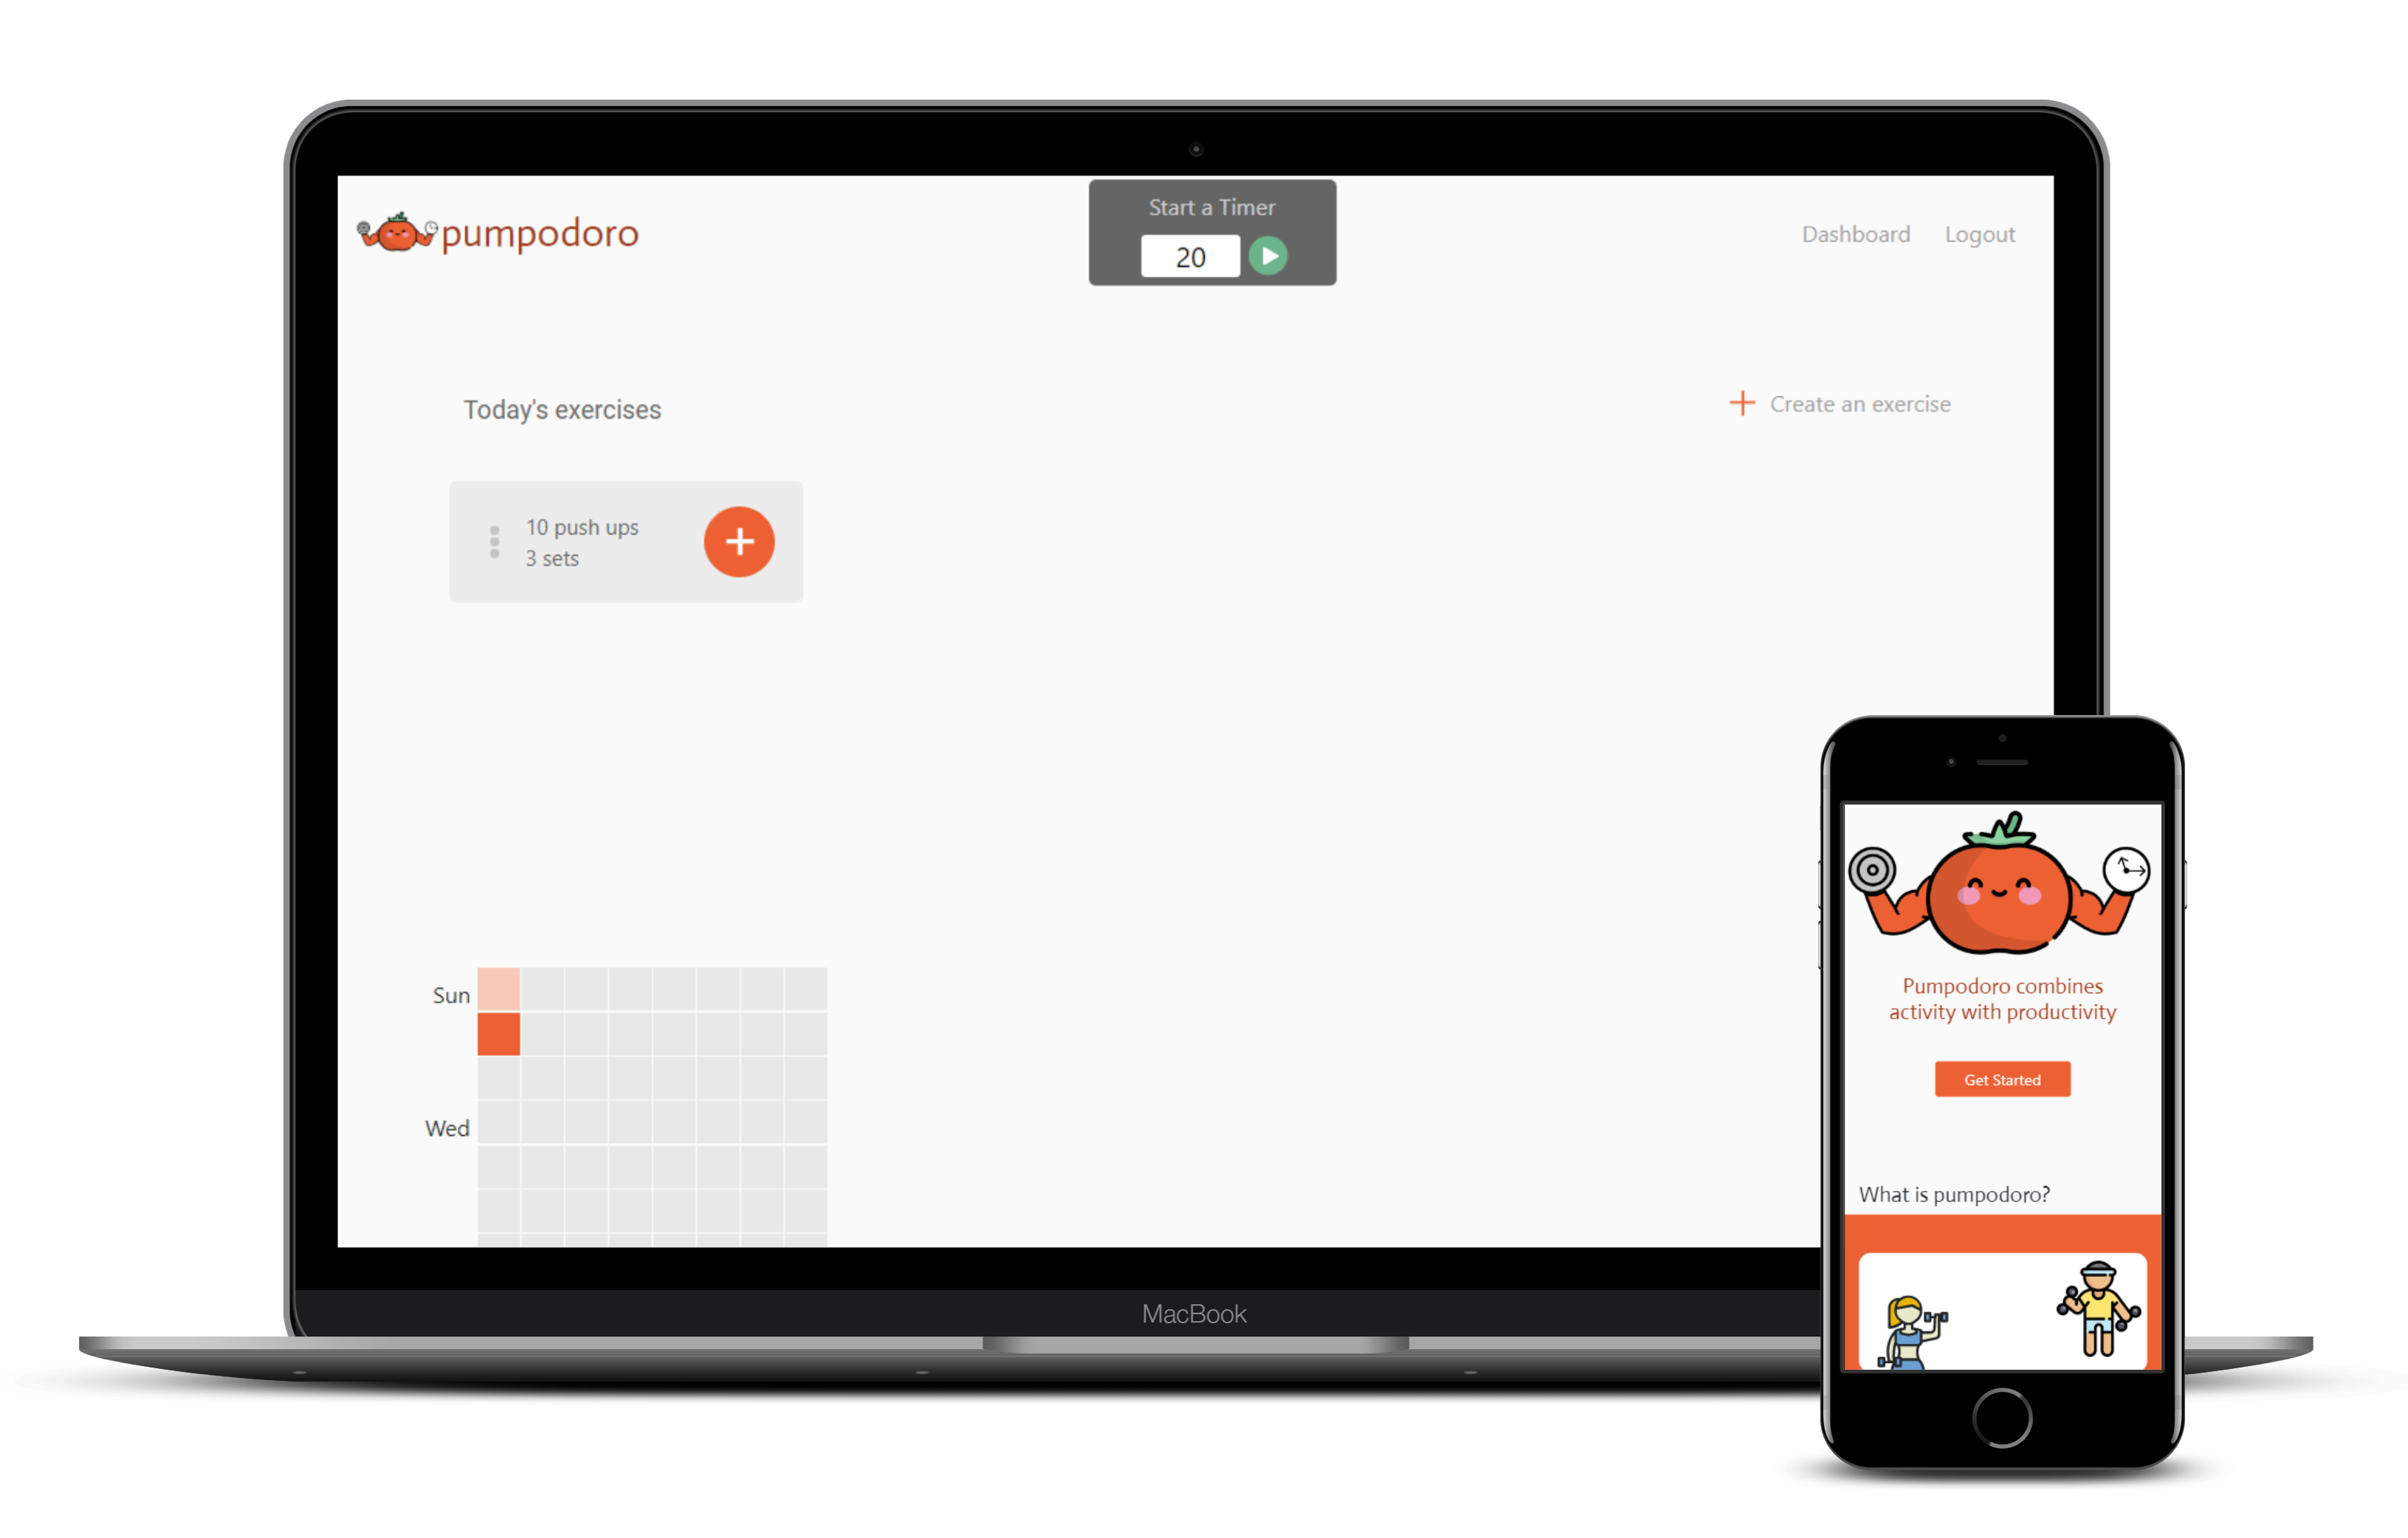 pumpodoro
Start a Timer
20
Dashboard
Logout
Today's exercises
Create an exercise
10 push ups
3 sets
Sun
Wed
MacBook
Pumpodoro combines
activity with productivity
Get Started
What is pumpodoro?